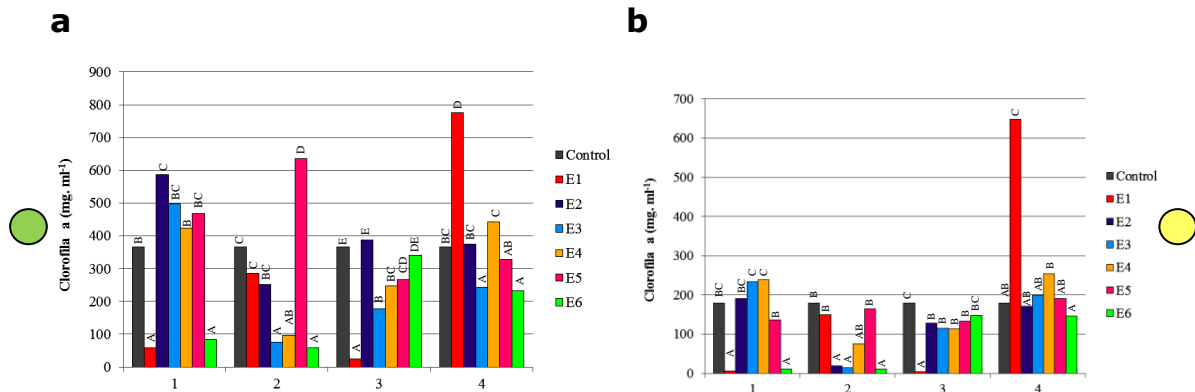 a
900
800
700
600
500
400
300
200
100
0
Clorofila a (mg. ml⁻¹)
B A C BC B BC A
C C BC A AB D A
E A E B BC CD DE
BC D BC A C AB A
1 2 3 4
Control
E1
E2
E3
E4
E5
E6
b
700
600
500
400
300
200
100
0
Clorofila a (mg. ml⁻¹)
BC A BC C C B A
B B A A AB B A
C A B B B B BC
AB C AB AB B AB A
1 2 3 4
Control
E1
E2
E3
E4
E5
E6